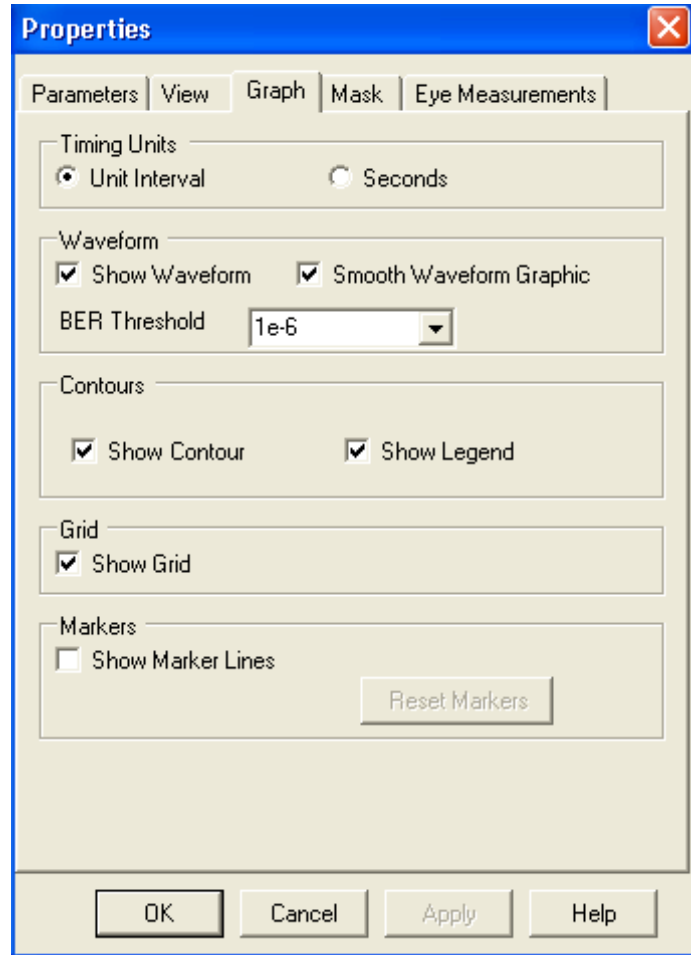 Properties
Parameters View Graph Mask Eye Measurements
Timing Units
Unit Interval Seconds
Waveform
Show Waveform Smooth Waveform Graphic
BER Threshold 1e-6
Contours
Show Contour Show Legend
Grid
Show Grid
Markers
Show Marker Lines
Reset Markers
OK Cancel Apply Help